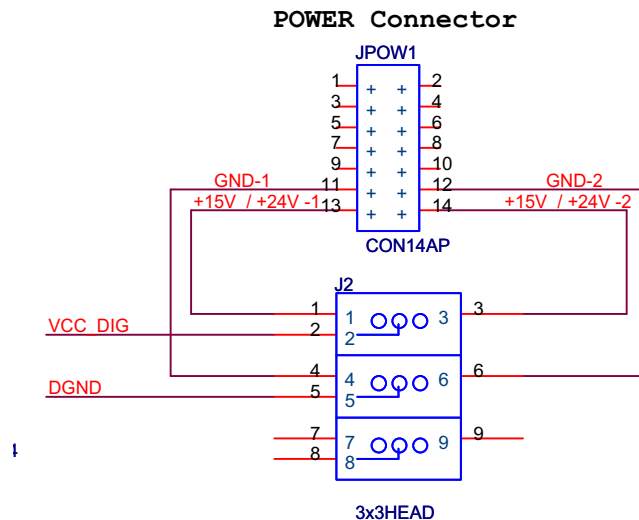 POWER Connector
JPOW1
1 2
3 4
5 6
7 8
9 10
GND-1 11 12 GND-2
+15V / +24V -1 13 14 +15V / +24V -2
CON14AP
J2
1 1 3 3
VCC_DIG 2 2
4 4 6 6
DGND 5 5
7 7 9 9
8 8
3x3HEAD